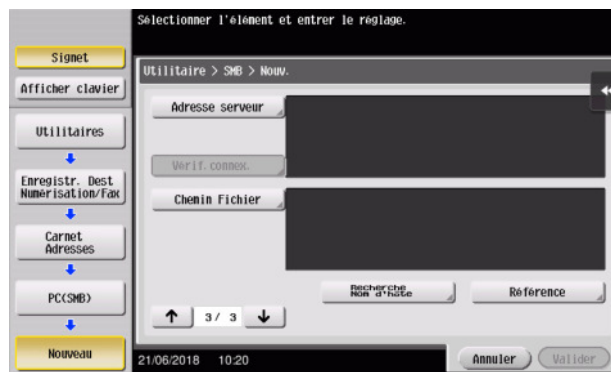 Sélectionner l'élément et entrer le réglage.
Signet
Afficher clavier
Utilitaires
Enregistr. Dest
Numérisation/Fax
Carnet
Adresses
PC(SMB)
Nouveau
Utilitaire > SMB > Nouv.
Adresse serveur
Vérif.connex.
Chemin Fichier
Recherche
Nom d'hôte
Référence
3/ 3
21/06/2018 10:20
Annuler
Valider